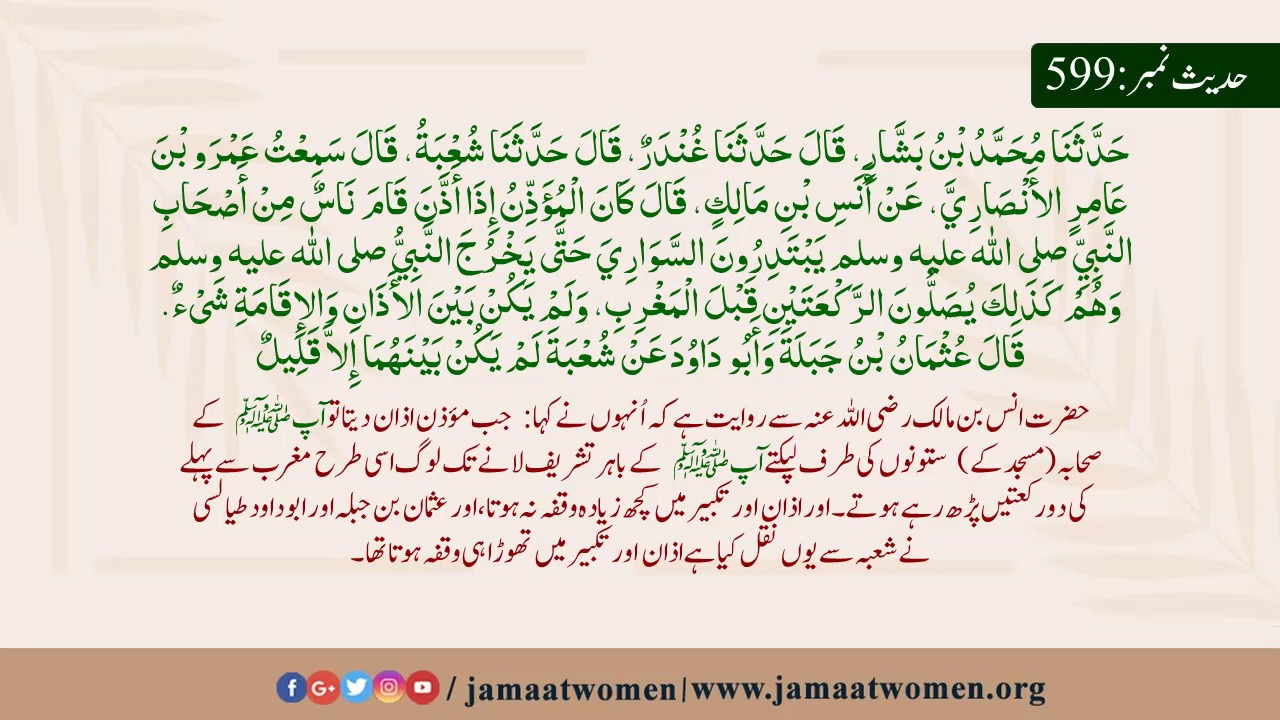 حدیث نمبر:599
حَدَّثَنَا مُحَمَّدُ بْنُ بَشَّارٍ، قَالَ حَدَّثَنَا غُنْدَرٌ، قَالَ حَدَّثَنَا شُعْبَةُ، قَالَ سَمِعْتُ عَمْرَو بْنَ
عَامِرٍ الأَنْصَارِيَّ، عَنْ أَنَسِ بْنِ مَالِكٍ، قَالَ كَانَ الْمُؤَذِّنُ إِذَا أَذَّنَ قَامَ نَاسٌ مِنْ أَصْحَابِ
النَّبِيِّ صلى الله عليه وسلم يَبْتَدِرُونَ السَّوَارِيَ حَتَّى يَخْرُجَ النَّبِيُّ صلى الله عليه وسلم
وَهُمْ كَذَلِكَ يُصَلُّونَ الرَّكْعَتَيْنِ قَبْلَ الْمَغْرِبِ، وَلَمْ يَكُنْ بَيْنَ الأَذَانِ وَالإِقَامَةِ شَىْءٌ.
قَالَ عُثْمَانُ بْنُ جَبَلَةَ وَأَبُو دَاوُدَ عَنْ شُعْبَةَ لَمْ يَكُنْ بَيْنَهُمَا إِلاَّ قَلِيلٌ
حضرت انس بن مالک رضی اللہ عنہ سے روایت ہے کہ اُنہوں نے کہا: جب مؤذن اذان دیتا تو آپ ﷺ کے
صحابہ (مسجد کے) ستونوں کی طرف لپکتے آپ ﷺ کے باہر تشریف لانے تک لوگ اسی طرح مغرب سے پہلے
کی دو رکعتیں پڑھ رہے ہوتے۔ اور اذان اور تکبیر میں کچھ زیادہ وقفہ نہ ہوتا، اور عثمان بن جبلہ اور ابوداود طیالسی
نے شعبہ سے یوں نقل کیا ہے اذان اور تکبیر میں تھوڑا ہی وقفہ ہوتا تھا۔
/ jamaatwomen|www.jamaatwomen.org